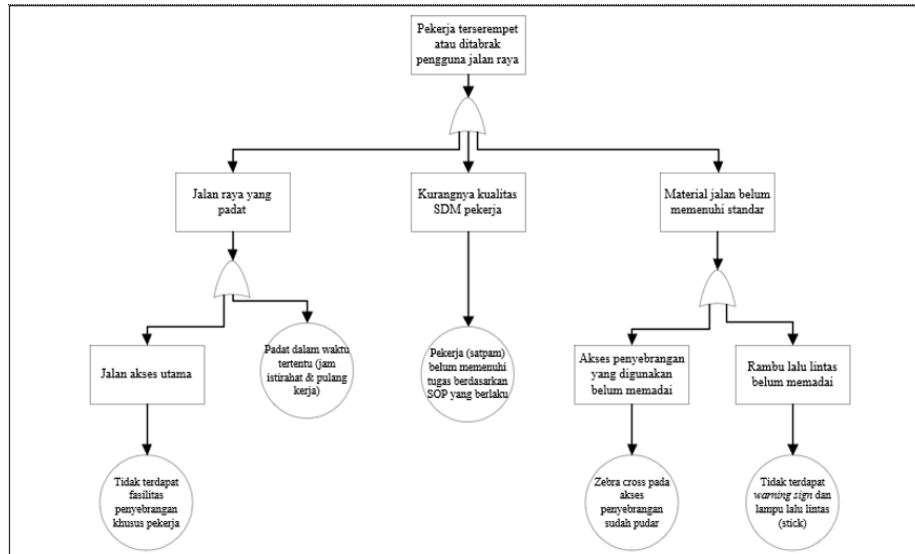 Pekerja terserempet
atau ditabrak
pengguna jalan raya
Jalan raya yang
padat
Kurangnya kualitas
SDM pekerja
Material jalan belum
memenuhi standar
Jalan akses utama
Padat dalam waktu
tertentu (jam
istirahat & pulang
kerja)
Pekerja (satpam)
belum memenuhi
tugas berdasarkan
SOP yang berlaku
Akses penyebrangan
yang digunakan
belum memadai
Rambu lalu lintas
belum memadai
Tidak terdapat
fasilitas
penyebrangan
khusus pekerja
Zebra cross pada
akses
penyebrangan
sudah pudar
Tidak terdapat
warning sign dan
lampu lalu lintas
(stick)